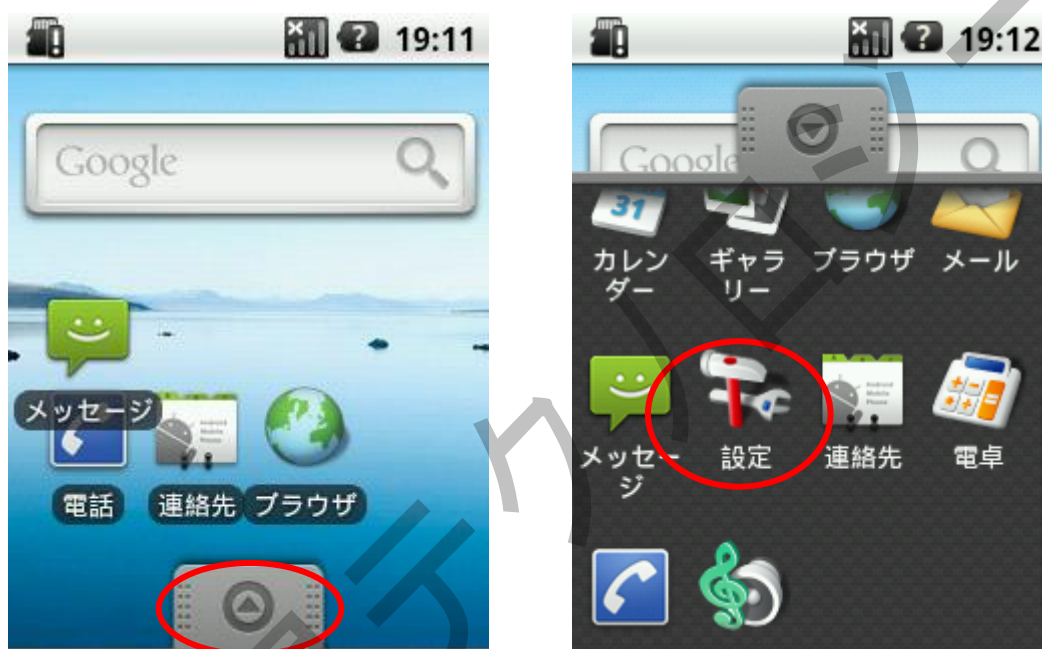 19:11
Google
メッセージ
電話
連絡先
ブラウザ
19:12
Google
31
カレン
ダー
ギャラ
リー
ブラウザ
メール
メッセー
ジ
設定
連絡先
電卓